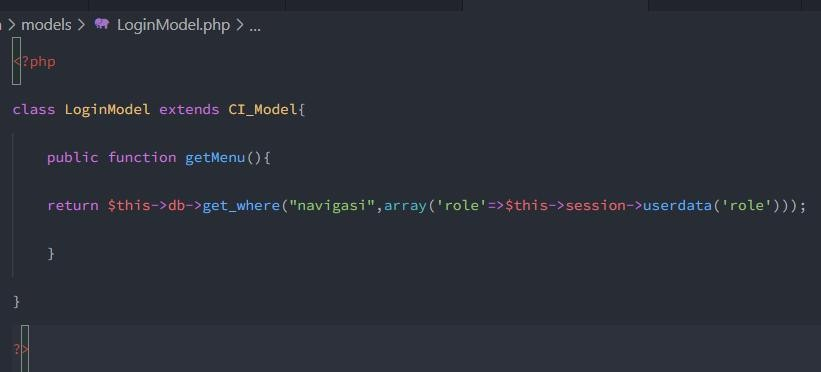 > models > LoginModel.php > ...
<?php
class LoginModel extends CI_Model{
public function getMenu(){
return $this->db->get_where("navigasi",array('role'=>$this->session->userdata('role')));
}
}
?>